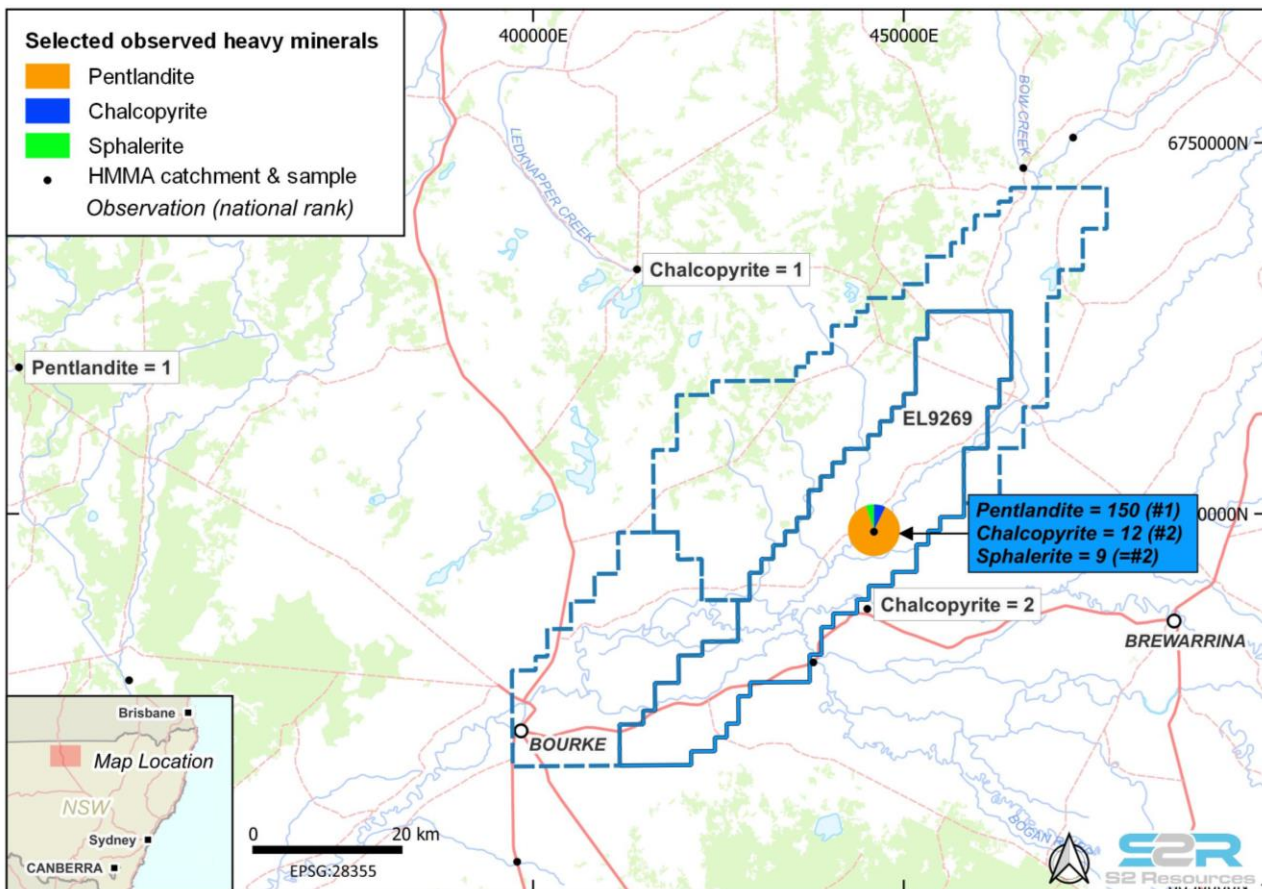 Selected observed heavy minerals
Pentlandite
Chalcopyrite
Sphalerite
HMMA catchment & sample
Observation (national rank)
400000E
450000E
6750000N
LEDKNAPPER CREEK
BOW CREEK
Chalcopyrite = 1
Pentlandite = 1
EL9269
Pentlandite = 150 (#1)
Chalcopyrite = 12 (#2)
Sphalerite = 9 (=#2)
Chalcopyrite = 2
BREWARRINA
BOURKE
Brisbane
Map Location
NSW
Sydney
CANBERRA
0
20 km
EPSG:28355
BOGAN
S2R
S2 Resources